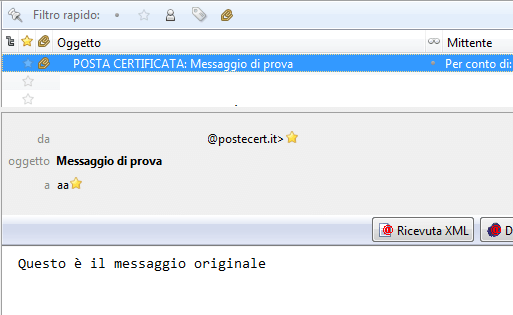 Filtro rapido:
Oggetto Mittente
POSTA CERTIFICATA: Messaggio di prova Per conto di:
da @postecert.it>
oggetto Messaggio di prova
a aa
Ricevuta XML D
Questo è il messaggio originale